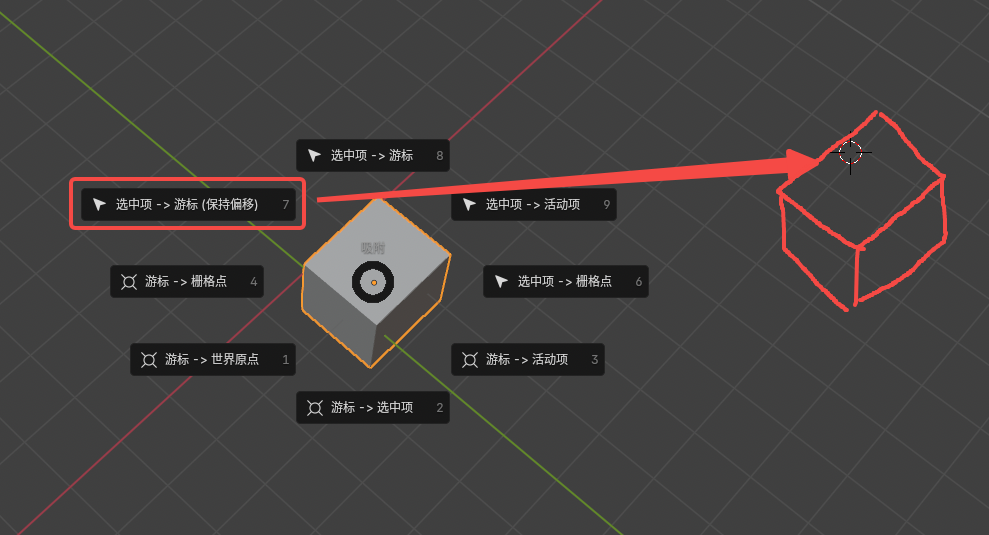 选中项 -> 游标 8
选中项 -> 游标 (保持偏移) 7
选中项 -> 活动项 9
吸附
游标 -> 栅格点 4
选中项 -> 栅格点 6
游标 -> 世界原点 1
游标 -> 活动项 3
游标 -> 选中项 2